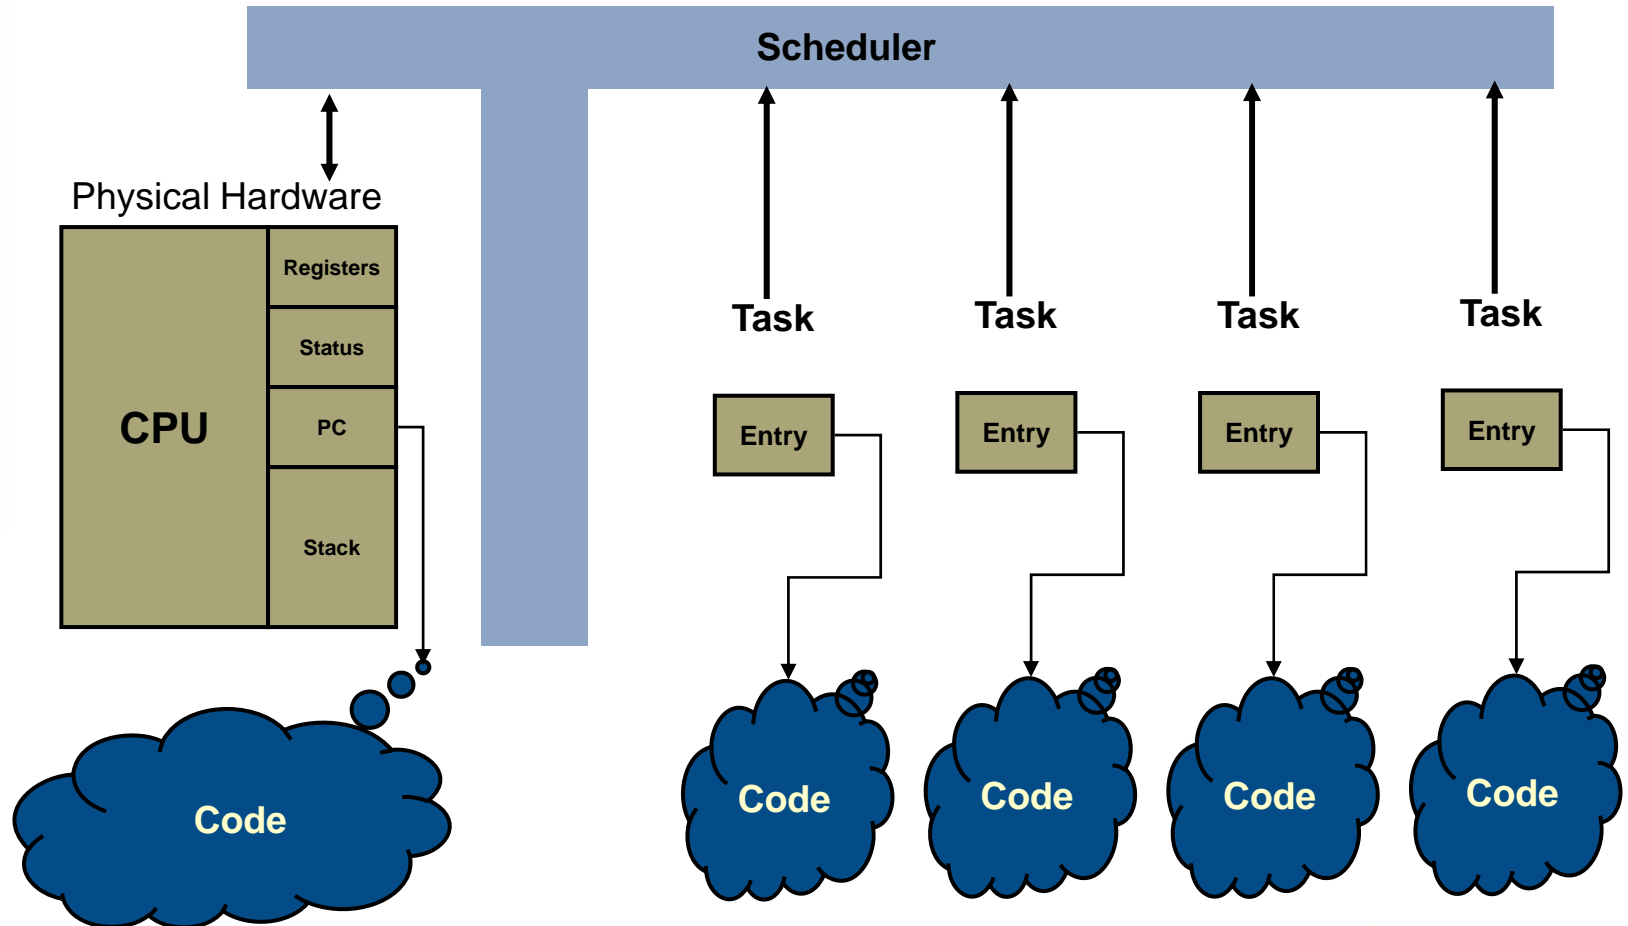 Scheduler
Physical Hardware
CPU
Registers
Status
PC
Stack
Code
Task
Task
Task
Task
Entry
Entry
Entry
Entry
Code
Code
Code
Code